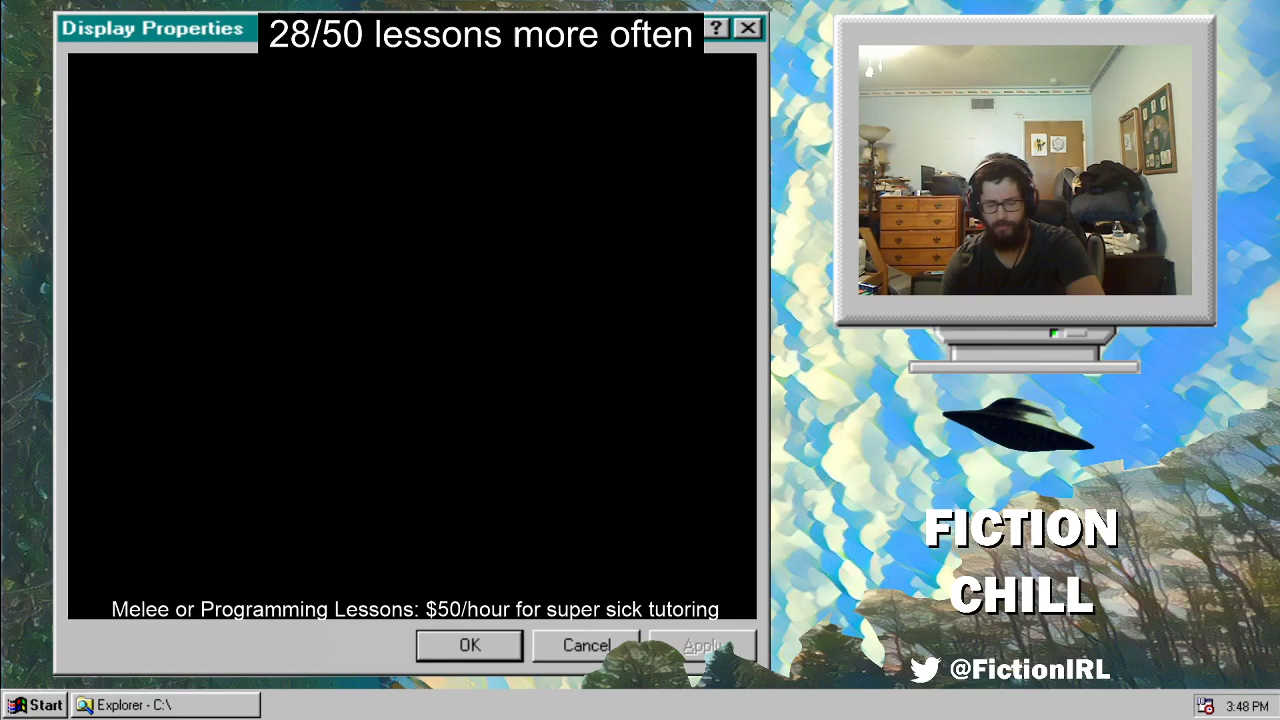 Display Properties
28/50 lessons more often
Melee or Programming Lessons: $50/hour for super sick tutoring
OK
Cancel
Apply
FICTION
CHILL
@FictionIRL
Start
Explorer - C:\
3:48 PM